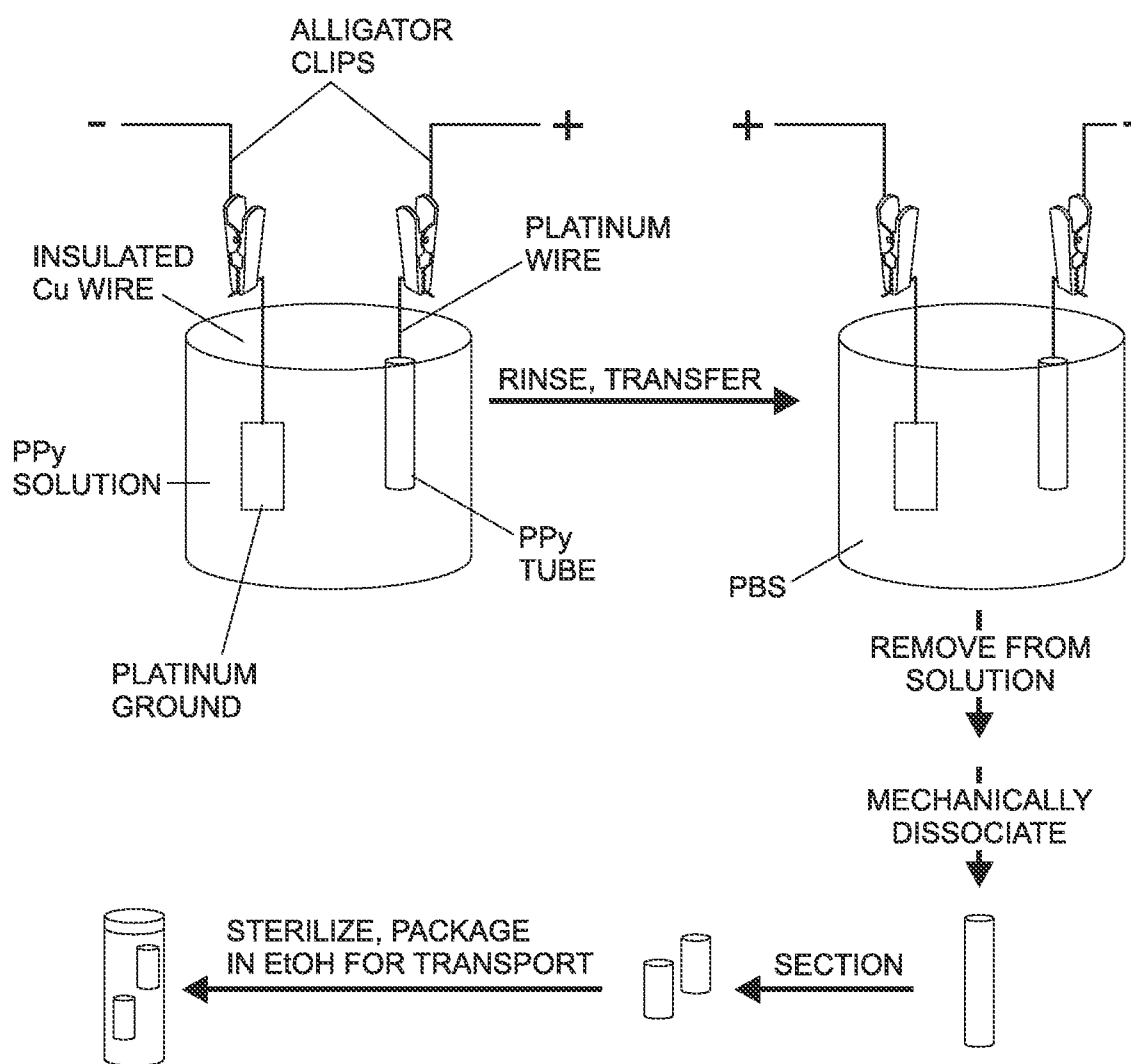 ALLIGATOR
CLIPS
-
+
+
-
INSULATED
Cu WIRE
PLATINUM
WIRE
RINSE, TRANSFER
PPy
SOLUTION
PPy
TUBE
PLATINUM
GROUND
PBS
REMOVE FROM
SOLUTION
MECHANICALLY
DISSOCIATE
STERILIZE, PACKAGE
IN EtOH FOR TRANSPORT
SECTION